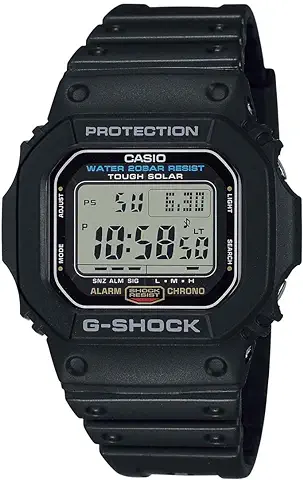 PROTECTION
CASIO
WATER 20BAR RESIST
TOUGH SOLAR
ADJUST
LIGHT
PS SU 6.30
P 10:58 50
MODE
SEARCH
SNZ ALM SIG L • M • H
ALARM SHOCK RESIST CHRONO
G-SHOCK